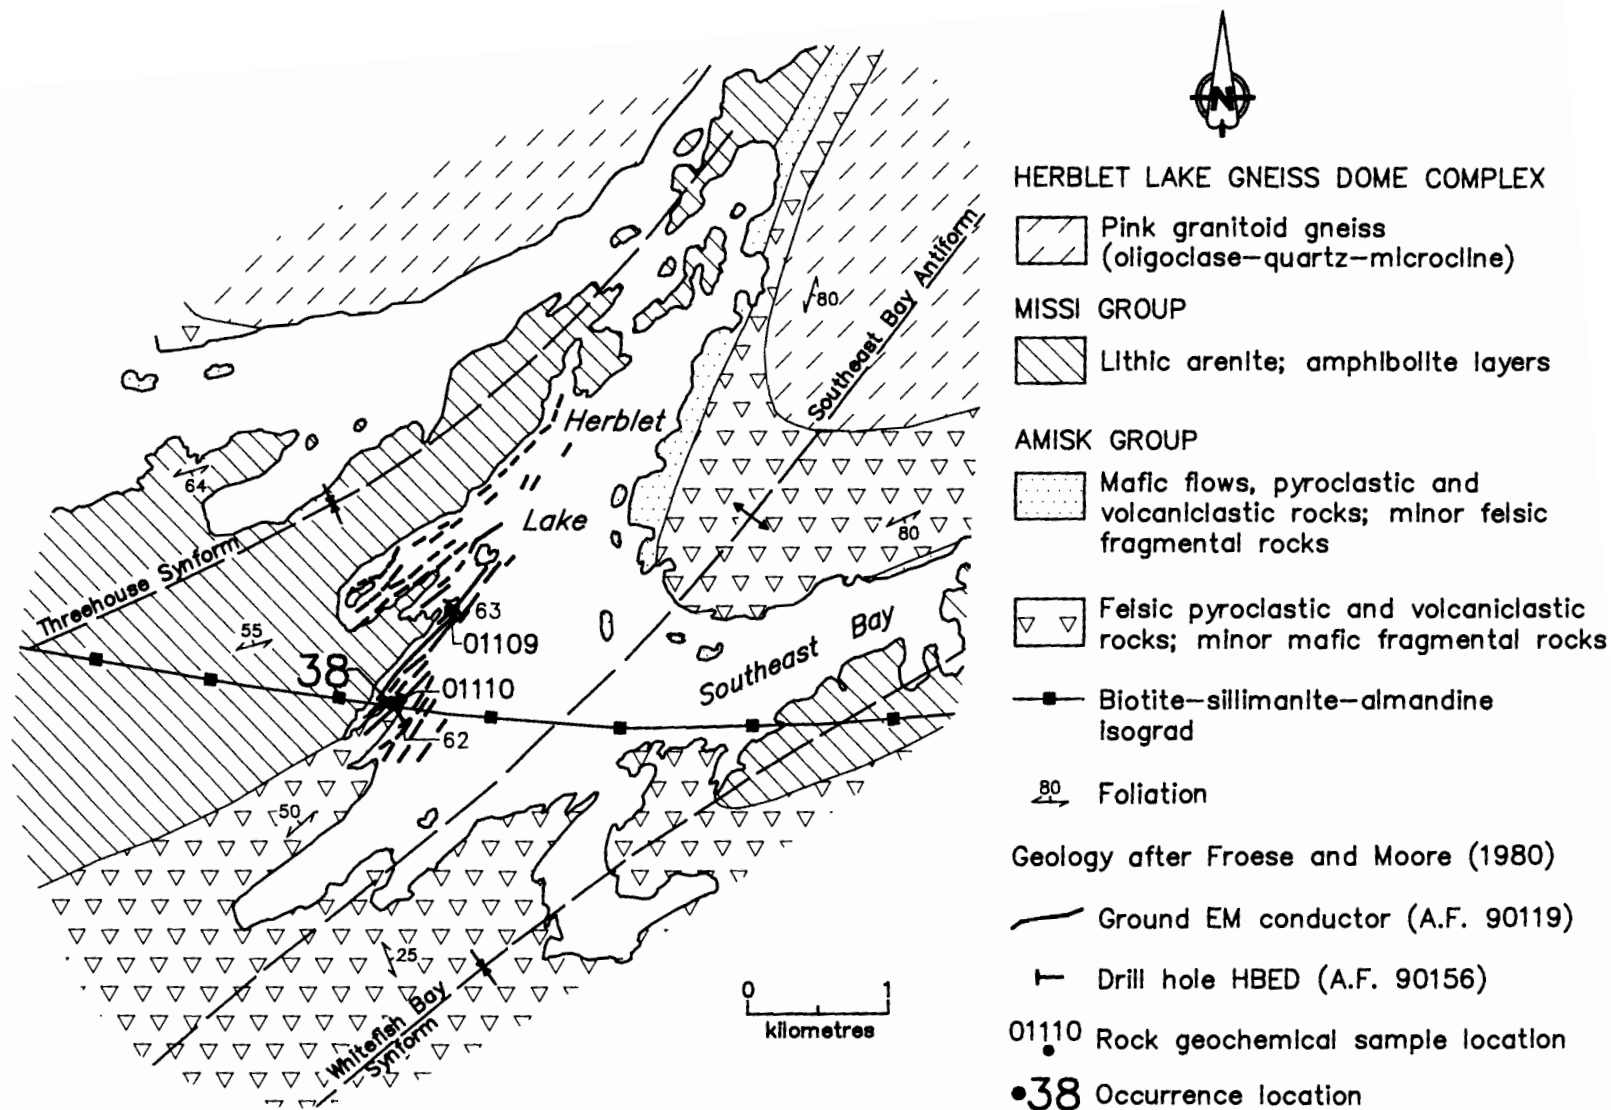 N
HERBLET LAKE GNEISS DOME COMPLEX
Pink granitoid gneiss
(oligoclase-quartz-microcline)
MISSI GROUP
Lithic arenite; amphibolite layers
AMISK GROUP
Mafic flows, pyroclastic and
volcaniclastic rocks; minor felsic
fragmental rocks
Felsic pyroclastic and volcaniclastic
rocks; minor mafic fragmental rocks
Biotite-sillimanite-almandine
isograd
80 Foliation
Geology after Froese and Moore (1980)
Ground EM conductor (A.F. 90119)
Drill hole HBED (A.F. 90156)
01110 Rock geochemical sample location
38 Occurrence location
80
Southeast Bay Antiform
Herblet
Lake
64
80
Threehouse Synform
55
63
01109
38
01110
62
Southeast Bay
50
25
Whitefish Bay
Synform
0 1
kilometres